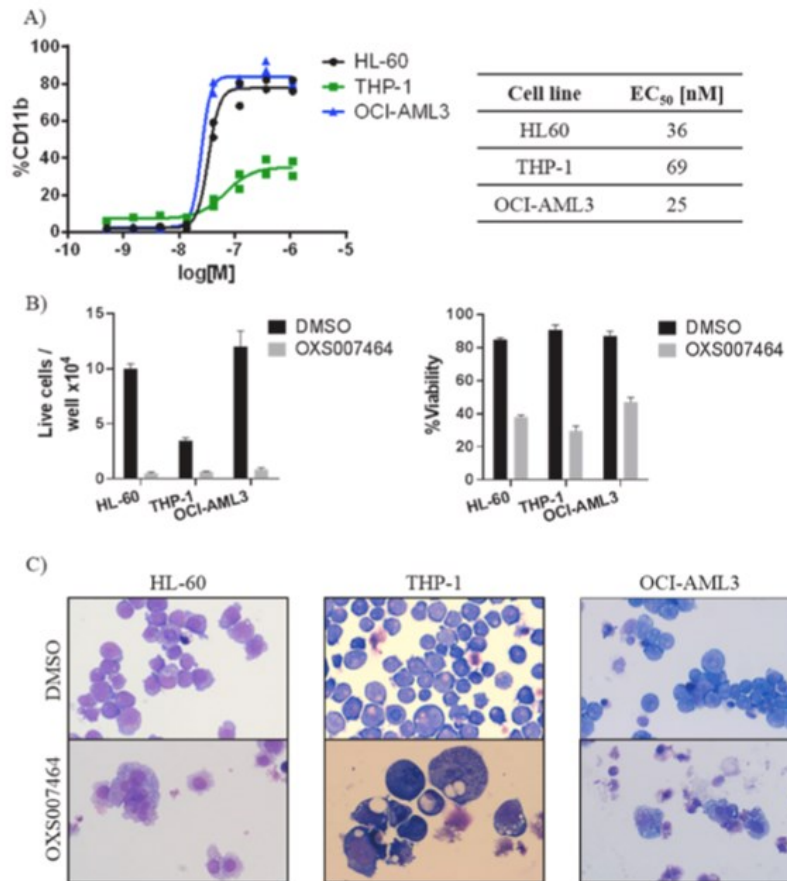 A)
100
80
60
40
20
0
%CD11b
-10 -9 -8 -7 -6 -5
log[M]
HL-60
THP-1
OCI-AML3
Cell line EC₅₀ [nM]
HL60 36
THP-1 69
OCI-AML3 25
B)
15
10
5
0
Live cells /
well x10⁴
HL-60 THP-1 OCI-AML3
DMSO
OXS007464
100
80
60
40
20
0
%Viability
HL-60 THP-1 OCI-AML3
DMSO
OXS007464
C)
HL-60 THP-1 OCI-AML3
DMSO
OXS007464